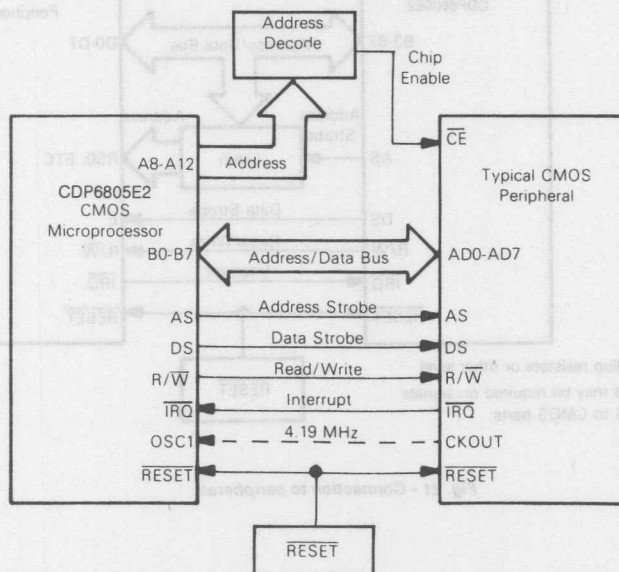 Address
Decode
Chip
Enable
CE
A8-A12
Address
CDP6805E2
CMOS
Microprocessor
Typical CMOS
Peripheral
B0-B7
Address/Data Bus
AD0-AD7
AS
Address Strobe
AS
DS
Data Strobe
DS
R/W
Read/Write
R/W
IRQ
Interrupt
IRQ
OSC1
4.19 MHz
CKOUT
RESET
RESET
RESET